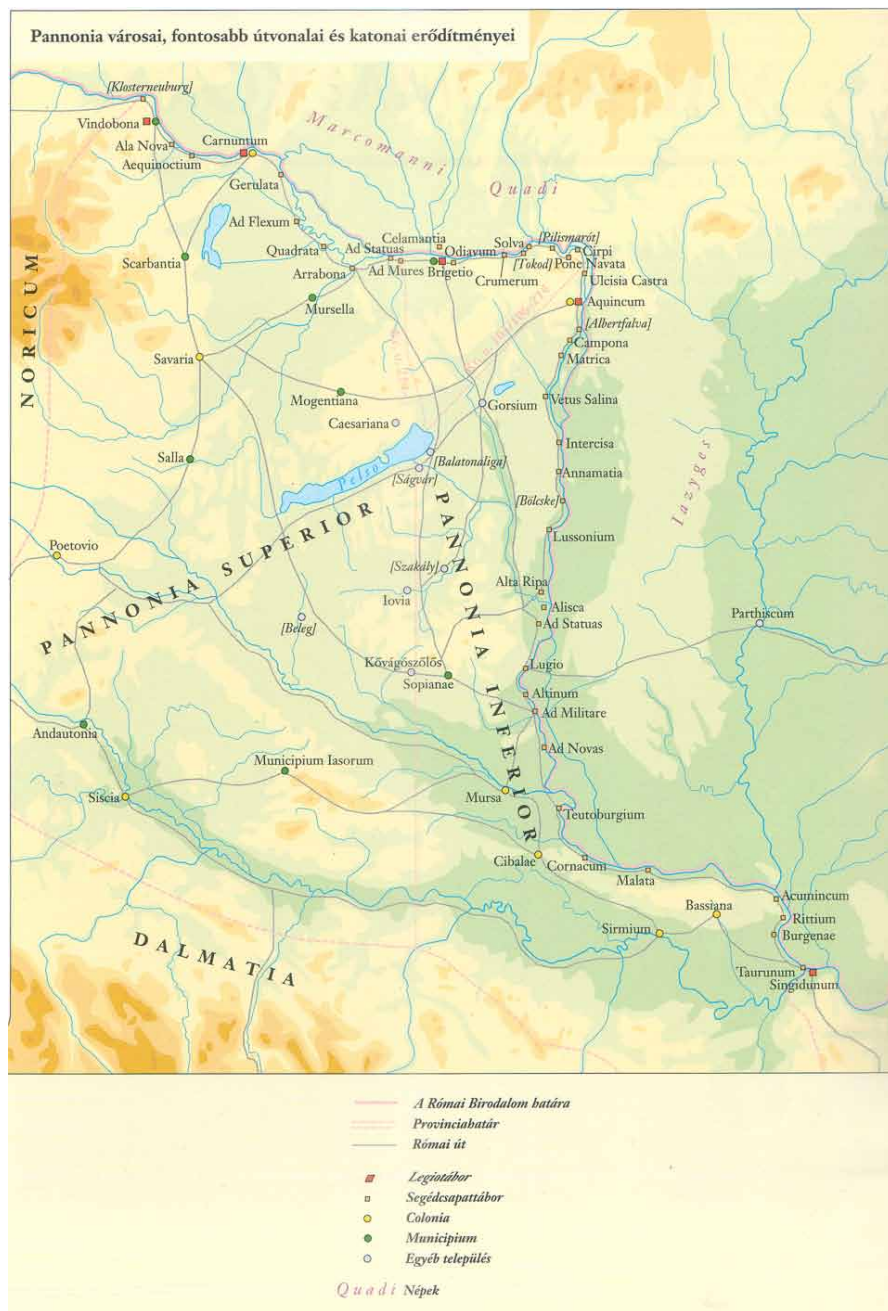 Pannonia városai, fontosabb útvonalai és katonai erődítményei
[Klosterneuburg]
Vindobona
Ala Nova
Aequinoctium
Carnuntum
Marcomanni
Gerulata
Quadi
Ad Flexum
Quadrata
Ad Statuas
Celamantia
Odiavum
Solva
[Pilismarót]
Cirpi
Scarbantia
Arrabona
Ad Mures
Brigetio
Crumerum
[Tokod]
Pone Navata
Ulcisia Castra
NORICUM
Mursella
Aquincum
[Albertfalva]
Campona
Matrica
Savaria
Mogentiana
Gorsium
Vetus Salina
Caesariana
Intercisa
Salla
[Balatonaliga]
[Ságvár]
Pelso
Annamatia
Iazyges
[Bölcske]
Lussonium
PANNONIA SUPERIOR
PANNONIA INFERIOR
Poetovio
[Szakály]
Iovia
Alta Ripa
Alisca
Ad Statuas
Parthiscum
[Beleg]
Kővágószőlős
Sopianae
Lugio
Altinum
Ad Militare
Andautonia
Ad Novas
Municipium Iasorum
Siscia
Mursa
Teutoburgium
Cibalae
Cornacum
Malata
Acumincum
Bassiana
Rittium
Sirmium
Burgenae
DALMATIA
Taurunum
Singidunum
A Római Birodalom határa
Provinciahatár
Római út
Legiotábor
Segédcsapattábor
Colonia
Municipium
Egyéb település
Quadi Népek